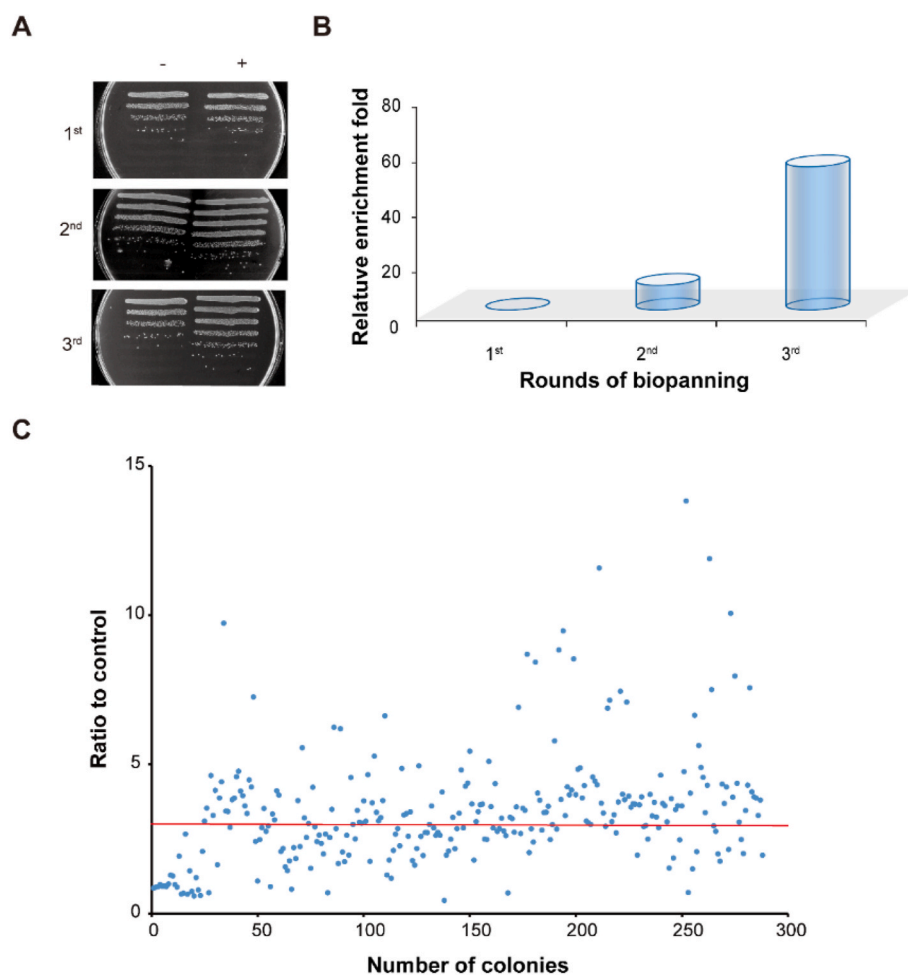 A
- +
1st
2nd
3rd
B
Relatuve enrichment fold
80
60
40
20
0
1st 2nd 3rd
Rounds of biopanning
C
Ratio to control
15
10
5
0
0 50 100 150 200 250 300
Number of colonies